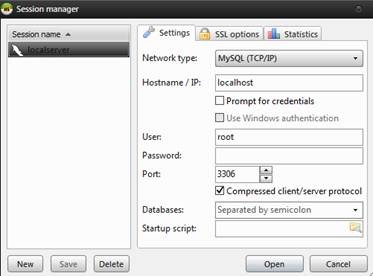 Session manager
Session name
localserver
Settings
SSL options
Statistics
Network type:
MySQL (TCP/IP)
Hostname / IP:
localhost
Prompt for credentials
Use Windows authentication
User:
root
Password:
Port:
3306
Compressed client/server protocol
Databases:
Separated by semicolon
Startup script:
New
Save
Delete
Open
Cancel